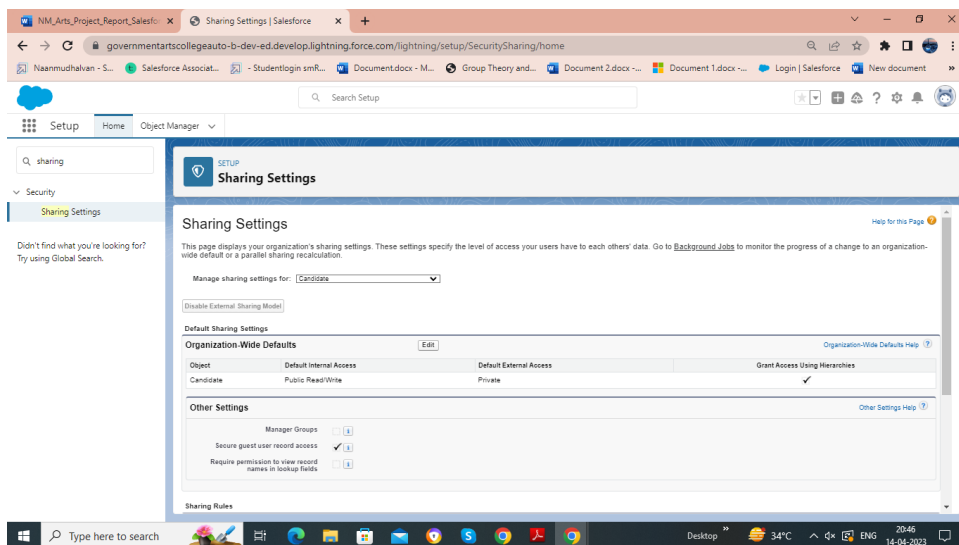 NM_Arts_Project_Report_Salesfo
Sharing Settings | Salesforce
governmentartscollegeauto-b-dev-ed.develop.lightning.force.com/lightning/setup/SecuritySharing/home
Naanmudhalvan - S...
Salesforce Associat...
- Studentlogin smR...
Document.docx - M...
Group Theory and...
Document 2.docx -...
Document 1.docx -...
Login | Salesforce
New document
Search Setup
Setup
Home
Object Manager
sharing
Security
Sharing Settings
Didn't find what you're looking for?
Try using Global Search.
SETUP
Sharing Settings
Sharing Settings
Help for this Page
This page displays your organization's sharing settings. These settings specify the level of access your users have to each others' data. Go to Background Jobs to monitor the progress of a change to an organization-
wide default or a parallel sharing recalculation.
Manage sharing settings for: Candidate
Disable External Sharing Model
Default Sharing Settings
Organization-Wide Defaults Edit Organization-Wide Defaults Help
Object Default Internal Access Default External Access Grant Access Using Hierarchies
Candidate Public Read/Write Private
Other Settings Other Settings Help
Manager Groups
Secure guest user record access
Require permission to view record
names in lookup fields
Sharing Rules
Type here to search
Desktop
34°C
ENG
20:46
14-04-2023